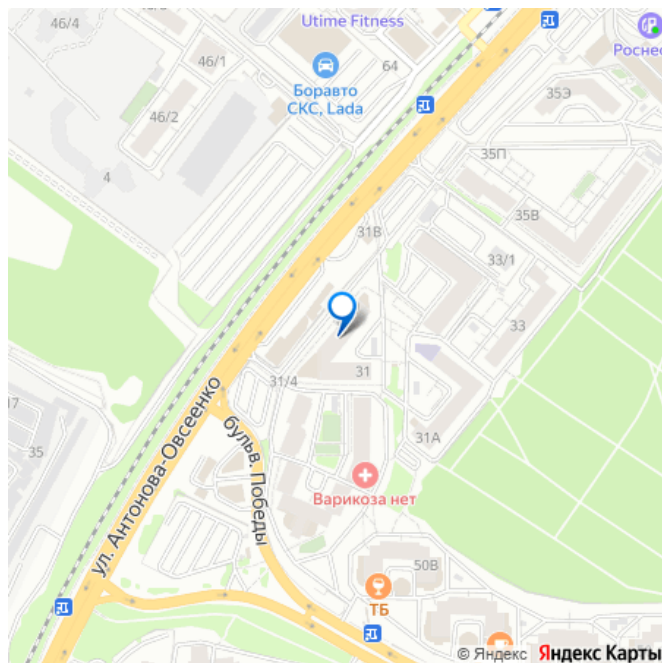 46/4
Utime Fitness
Роснес
46/1
64
Боравто
СКС, Lada
46/2
35Э
4
35П
35В
31В
33/1
33
31
31/4
17
35
31А
ул. Антонова-Овсеенко
бульв. Победы
Варикоза нет
50В
ТБ
© Яндекс Яндекс Карты